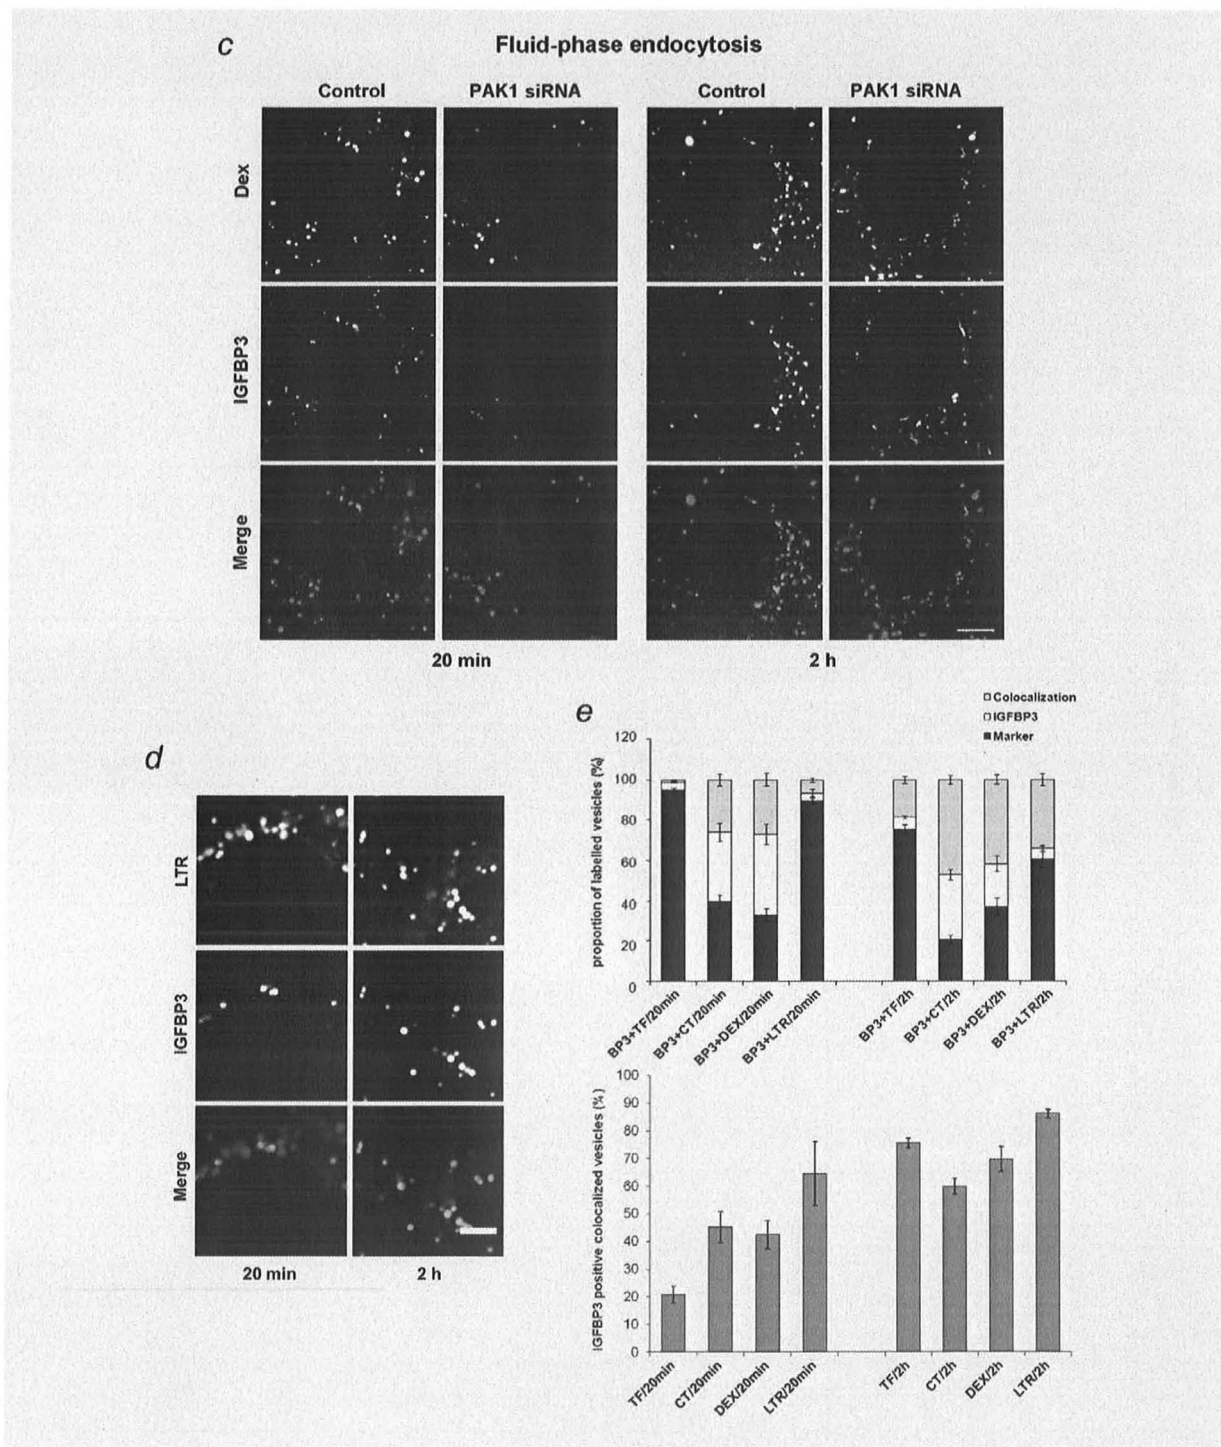 c
Fluid-phase endocytosis
Control PAK1 siRNA Control PAK1 siRNA
Dex
IGFBP3
Merge
20 min 2 h
d
LTR
IGFBP3
Merge
20 min 2 h
e
Colocalization
IGFBP3
Marker
proportion of labelled vesicles (%)
120
100
80
60
40
20
0
BP3+TF/20min BP3+CT/20min BP3+DEX/20min BP3+LTR/20min BP3+TF/2h BP3+CT/2h BP3+DEX/2h BP3+LTR/2h
IGFBP3 positive colocalized vesicles (%)
100
90
80
70
60
50
40
30
20
10
0
TF/20min CT/20min DEX/20min LTR/20min TF/2h CT/2h DEX/2h LTR/2h